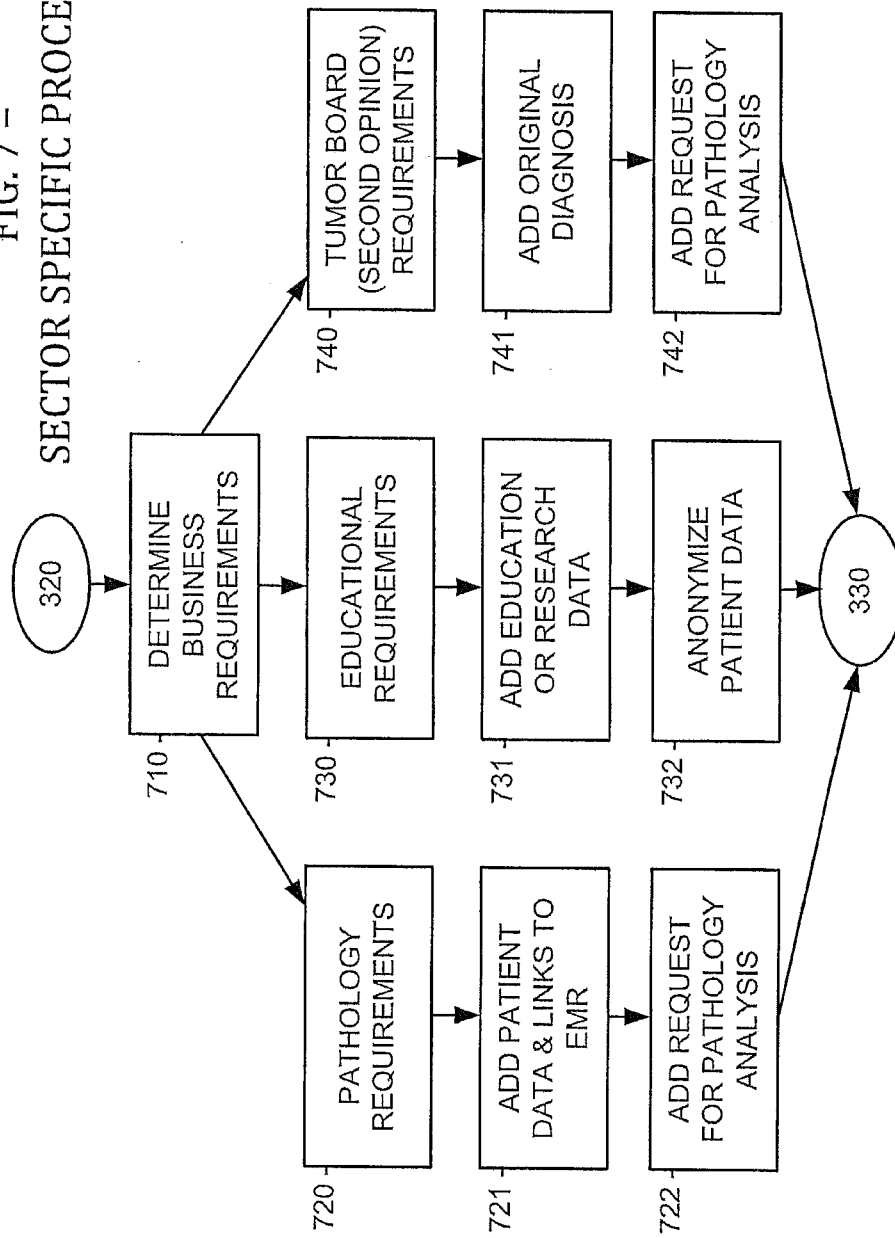 FIG. 7 –
SECTOR SPECIFIC
320
710
DETERMINE
BUSINESS
REQUIREMENTS
720
PATHOLOGY
REQUIREMENTS
730
EDUCATIONAL
REQUIREMENTS
740
TUMOR BOARD
(SECOND OPINION)
REQUIREMENTS
721
ADD PATIENT
DATA & LINKS TO
EMR
731
ADD EDUCATION
OR RESEARCH
DATA
741
ADD ORIGINAL
DIAGNOSIS
722
ADD REQUEST
FOR PATHOLOGY
ANALYSIS
732
ANONYMIZE
PATIENT DATA
742
ADD REQUEST
FOR PATHOLOGY
ANALYSIS
330